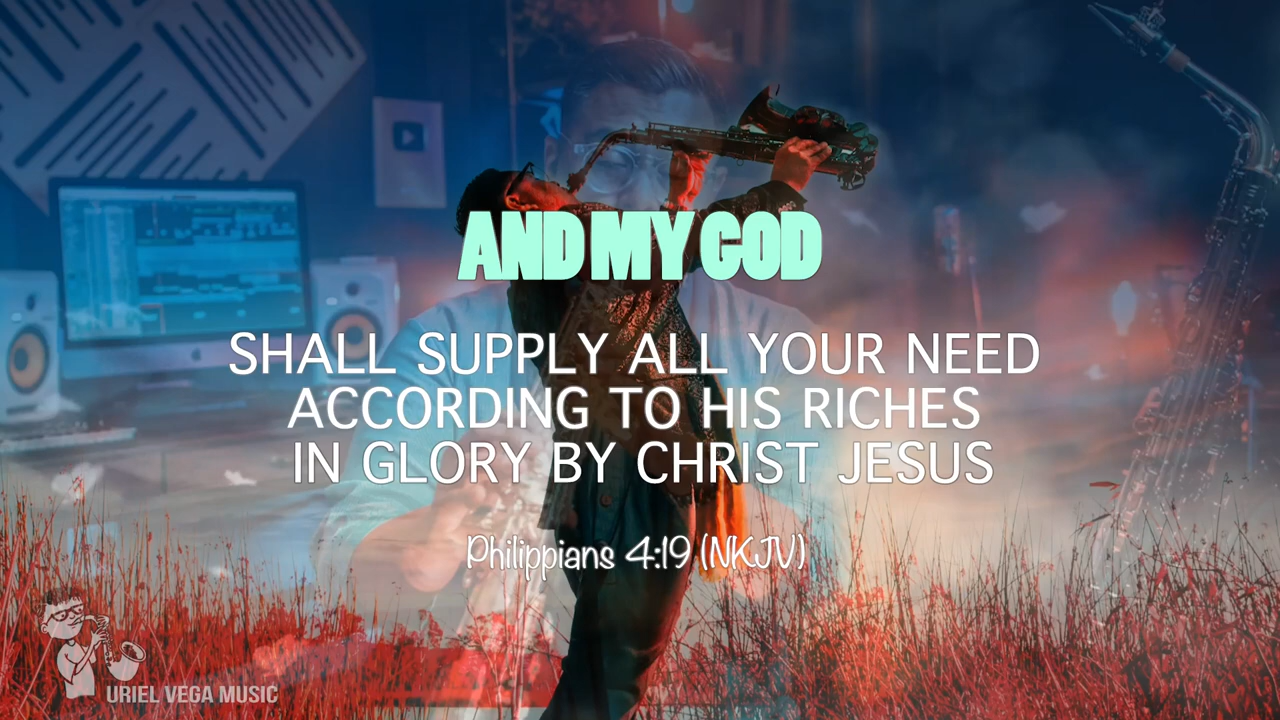 AND MY GOD
SHALL SUPPLY ALL YOUR NEED
ACCORDING TO HIS RICHES
IN GLORY BY CHRIST JESUS
Philippians 4:19 (NKJV)
URIEL VEGA MUSIC